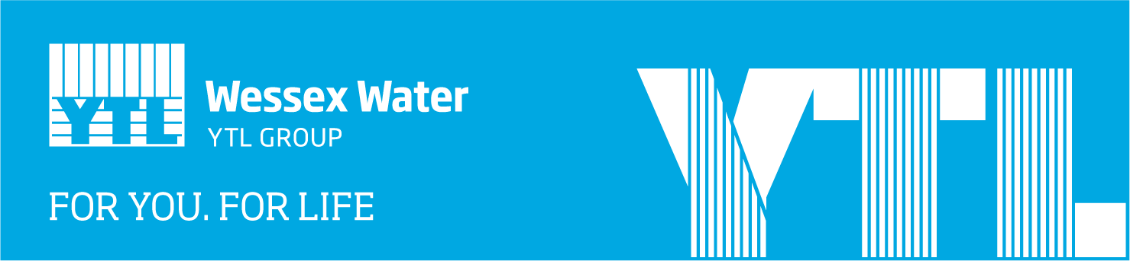 YTL
Wessex Water
YTL GROUP
FOR YOU. FOR LIFE
YTL